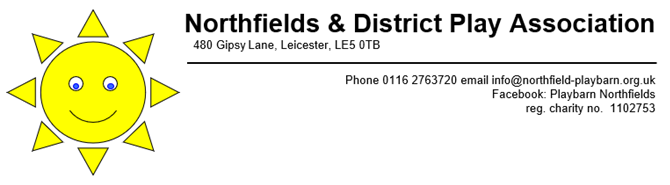 Northfields & District Play Association
480 Gipsy Lane, Leicester, LE5 0TB
Phone 0116 2763720 email info@northfield-playbarn.org.uk
Facebook: Playbarn Northfields
reg. charity no.  1102753